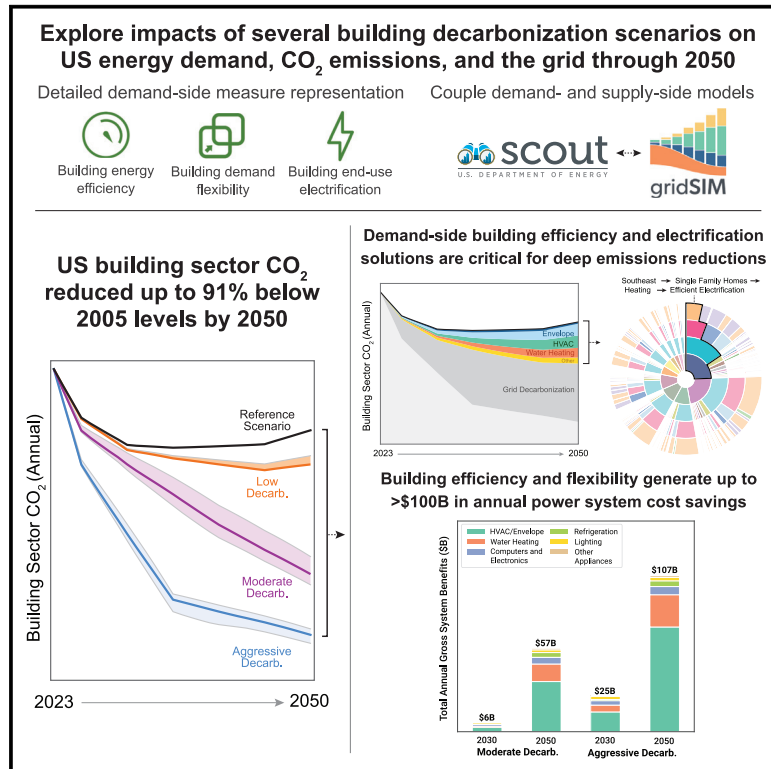 Explore impacts of several building decarbonization scenarios on
US energy demand, CO2 emissions, and the grid through 2050
Detailed demand-side measure representation
Building energy
efficiency
Building demand
flexibility
Building end-use
electrification
Couple demand- and supply-side models
scout
U.S. DEPARTMENT OF ENERGY
gridSIM
US building sector CO2
reduced up to 91% below
2005 levels by 2050
Building Sector CO2 (Annual)
Reference
Scenario
Low
Decarb.
Moderate
Decarb.
Aggressive
Decarb.
2023
2050
Demand-side building efficiency and electrification
solutions are critical for deep emissions reductions
Building Sector CO2 (Annual)
Envelope
HVAC
Water Heating
Other
Grid Decarbonization
2023
2050
Southeast → Single Family Homes →
Heating → Efficient Electrification
Building efficiency and flexibility generate up to
>$100B in annual power system cost savings
Total Annual Gross System Benefits ($B)
HVAC/Envelope
Water Heating
Computers and
Electronics
Refrigeration
Lighting
Other
Appliances
$6B
$57B
$25B
$107B
2030
2050
2030
2050
Moderate Decarb.
Aggressive Decarb.